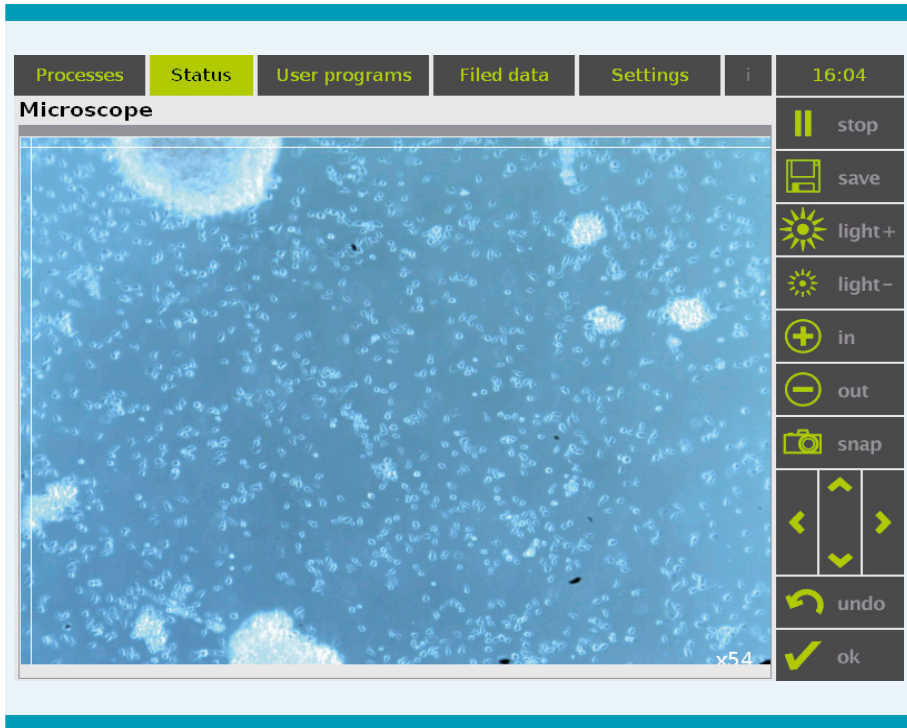 Processes Status User programs Filed data Settings i 16:04
Microscope
stop
save
light+
light-
in
out
snap
undo
ok
x54